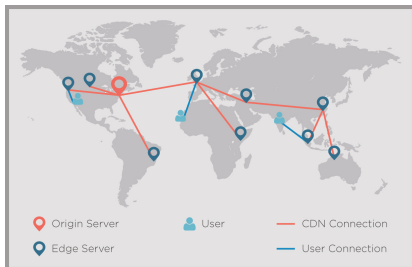 Origin Server
User
CDN Connection
Edge Server
User Connection